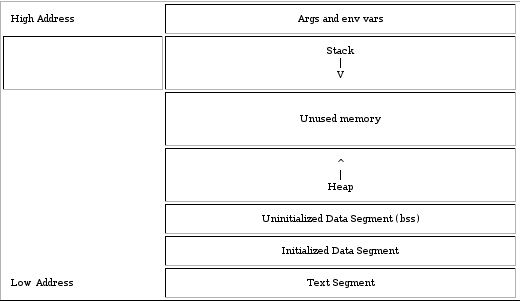 High Address
Args and env vars
Stack
|
V
Unused memory
^
|
Heap
Uninitialized Data Segment (bss)
Initialized Data Segment
Low Address
Text Segment